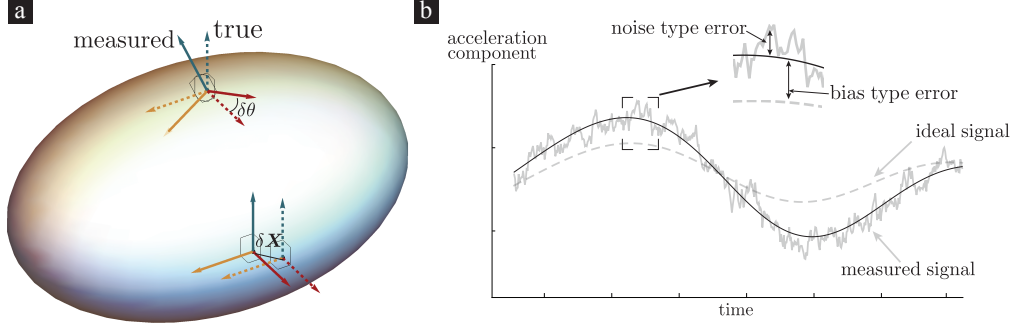 a
measured
true
δθ
δX
b
acceleration
component
noise type error
bias type error
ideal signal
measured signal
time